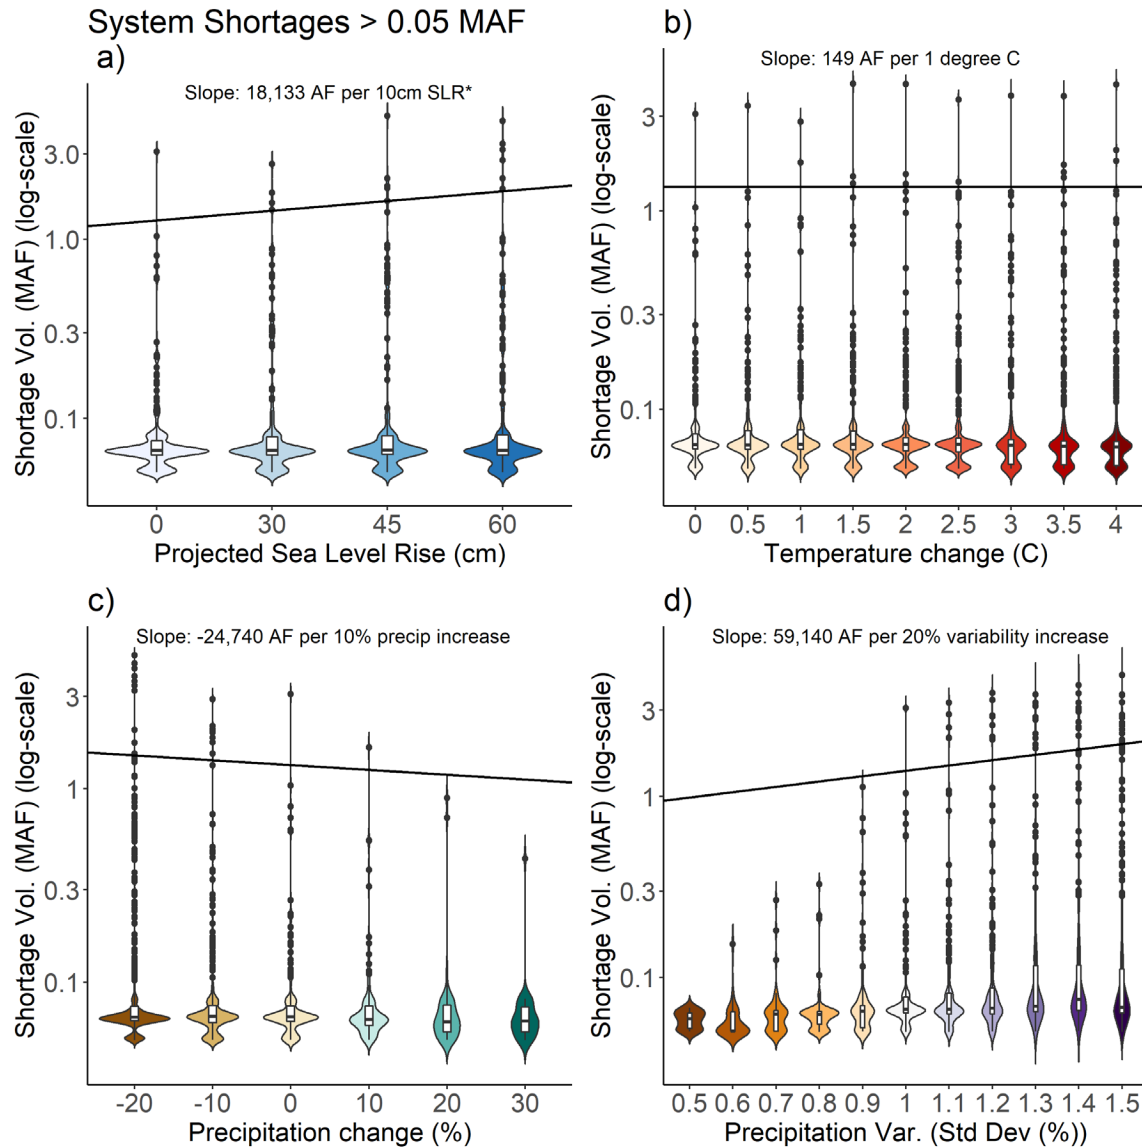 System Shortages > 0.05 MAF
a)
Slope: 18,133 AF per 10cm SLR*
Shortage Vol. (MAF) (log-scale)
3.0
1.0
0.3
0.1
0 30 45 60
Projected Sea Level Rise (cm)
b)
Slope: 149 AF per 1 degree C
Shortage Vol. (MAF) (log-scale)
3
1
0.3
0.1
0 0.5 1 1.5 2 2.5 3 3.5 4
Temperature change (C)
c)
Slope: -24,740 AF per 10% precip increase
Shortage Vol. (MAF) (log-scale)
3
1
0.3
0.1
-20 -10 0 10 20 30
Precipitation change (%)
d)
Slope: 59,140 AF per 20% variability increase
Shortage Vol. (MAF) (log-scale)
3
1
0.3
0.1
0.5 0.6 0.7 0.8 0.9 1 1.1 1.2 1.3 1.4 1.5
Precipitation Var. (Std Dev (%))